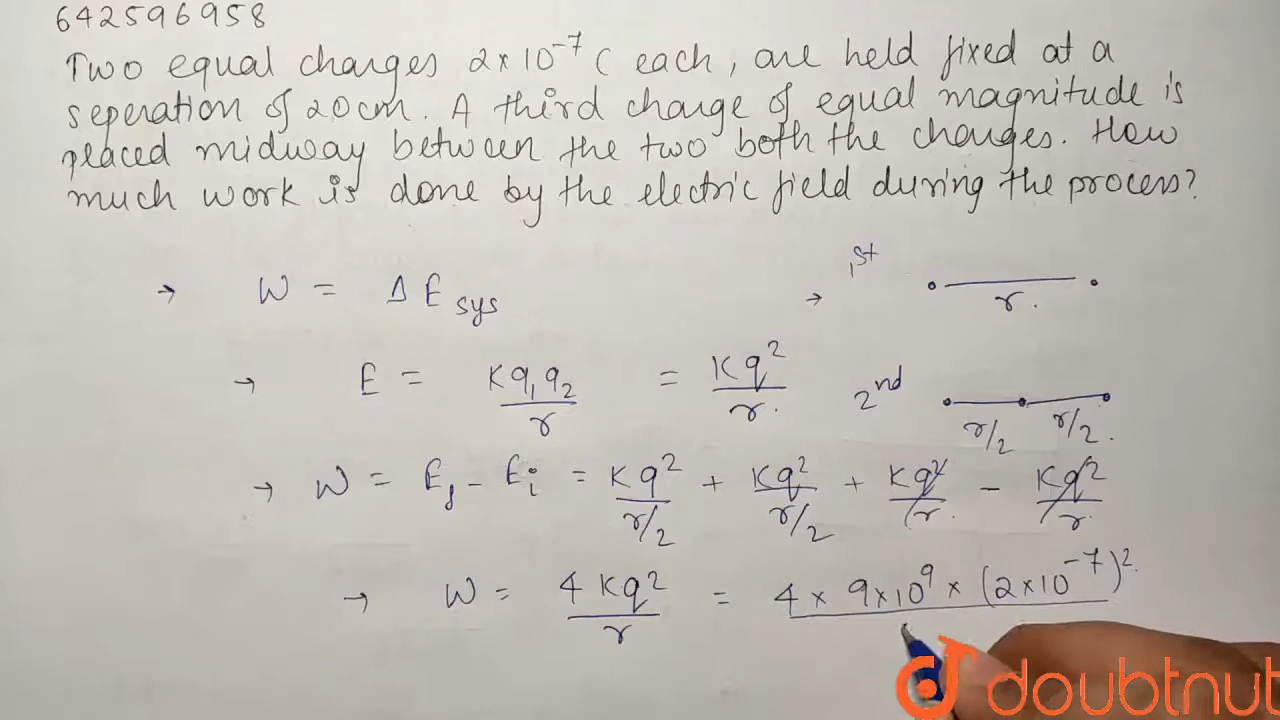 642596958
Two equal charges 2×10⁻⁷ C each, are held fixed at a
seperation of 20cm. A third charge of equal magnitude is
placed midway between the two both the charges. How
much work is done by the electric field during the process?
→ W = ΔE sys → 1st r.
→ E = Kq₁q₂/r = Kq²/r. 2nd r/2 r/2.
→ W = Ef - Ei = Kq²/r/2 + Kq²/r/2 + Kq²/r. - Kq²/r.
→ W = 4Kq²/r = 4 × 9×10⁹ × (2×10⁻⁷)².
doubtnut